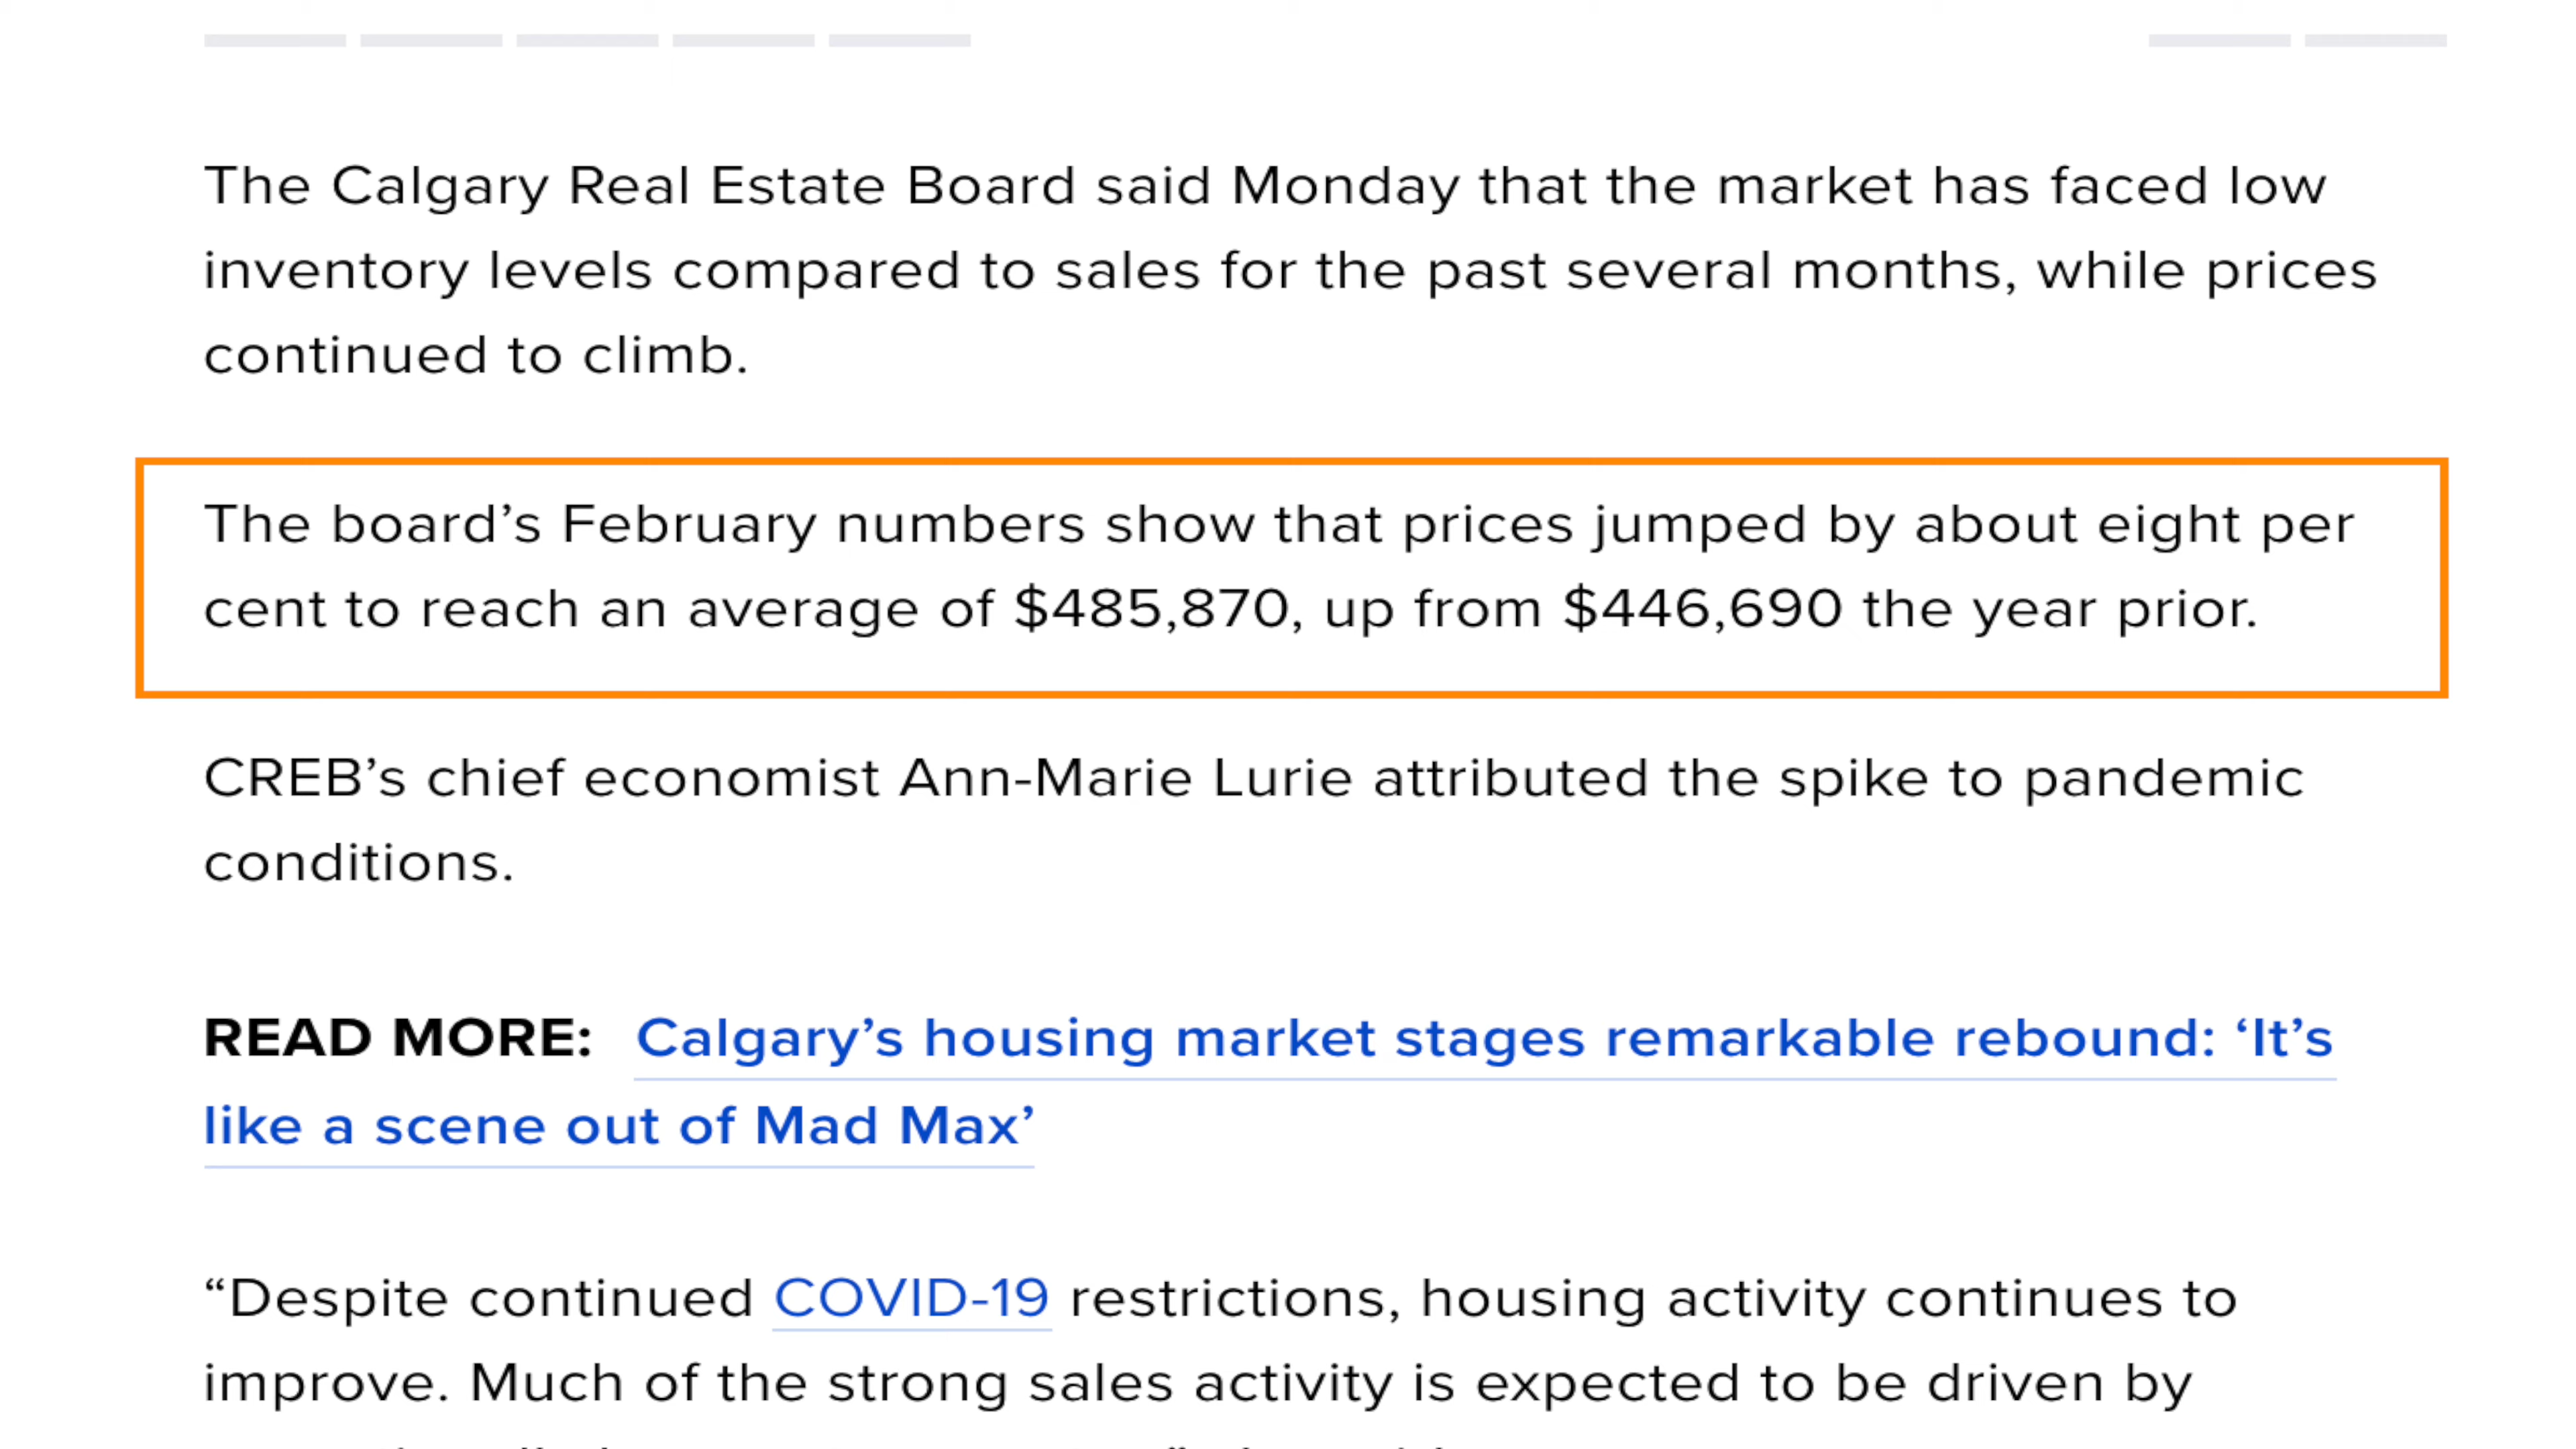 The Calgary Real Estate Board said Monday that the market has faced low
inventory levels compared to sales for the past several months, while prices
continued to climb.
The board’s February numbers show that prices jumped by about eight per
cent to reach an average of $485,870, up from $446,690 the year prior.
CREB’s chief economist Ann-Marie Lurie attributed the spike to pandemic
conditions.
READ MORE: Calgary’s housing market stages remarkable rebound: ‘It’s
like a scene out of Mad Max’
“Despite continued COVID-19 restrictions, housing activity continues to
improve. Much of the strong sales activity is expected to be driven by